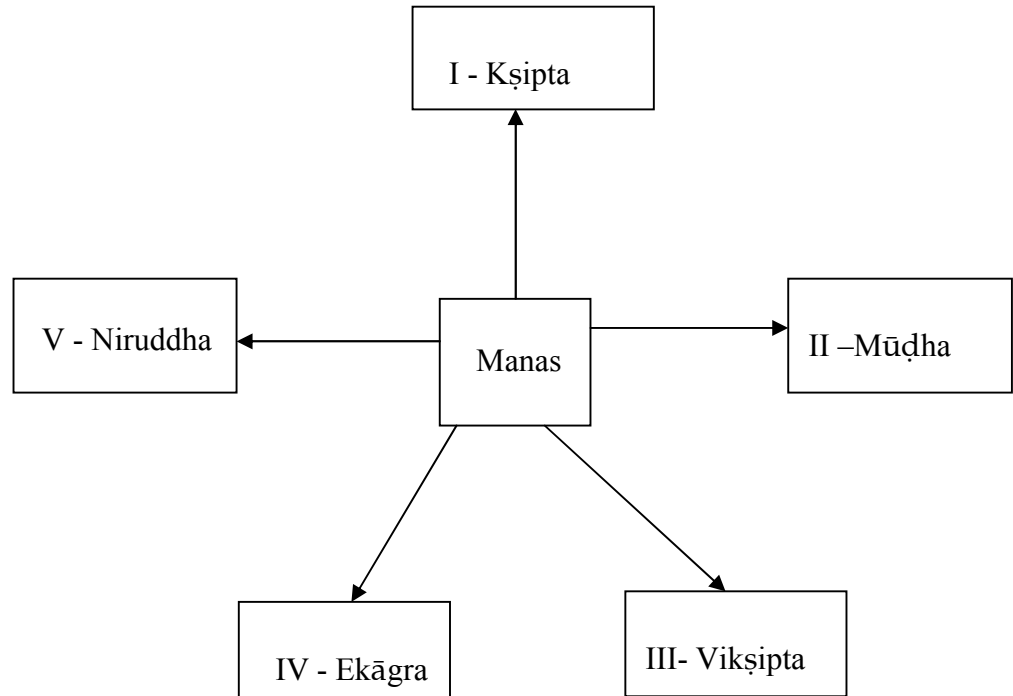 I - Kṣipta
V - Niruddha
Manas
II –Mūḍha
IV - Ekāgra
III- Vikṣipta